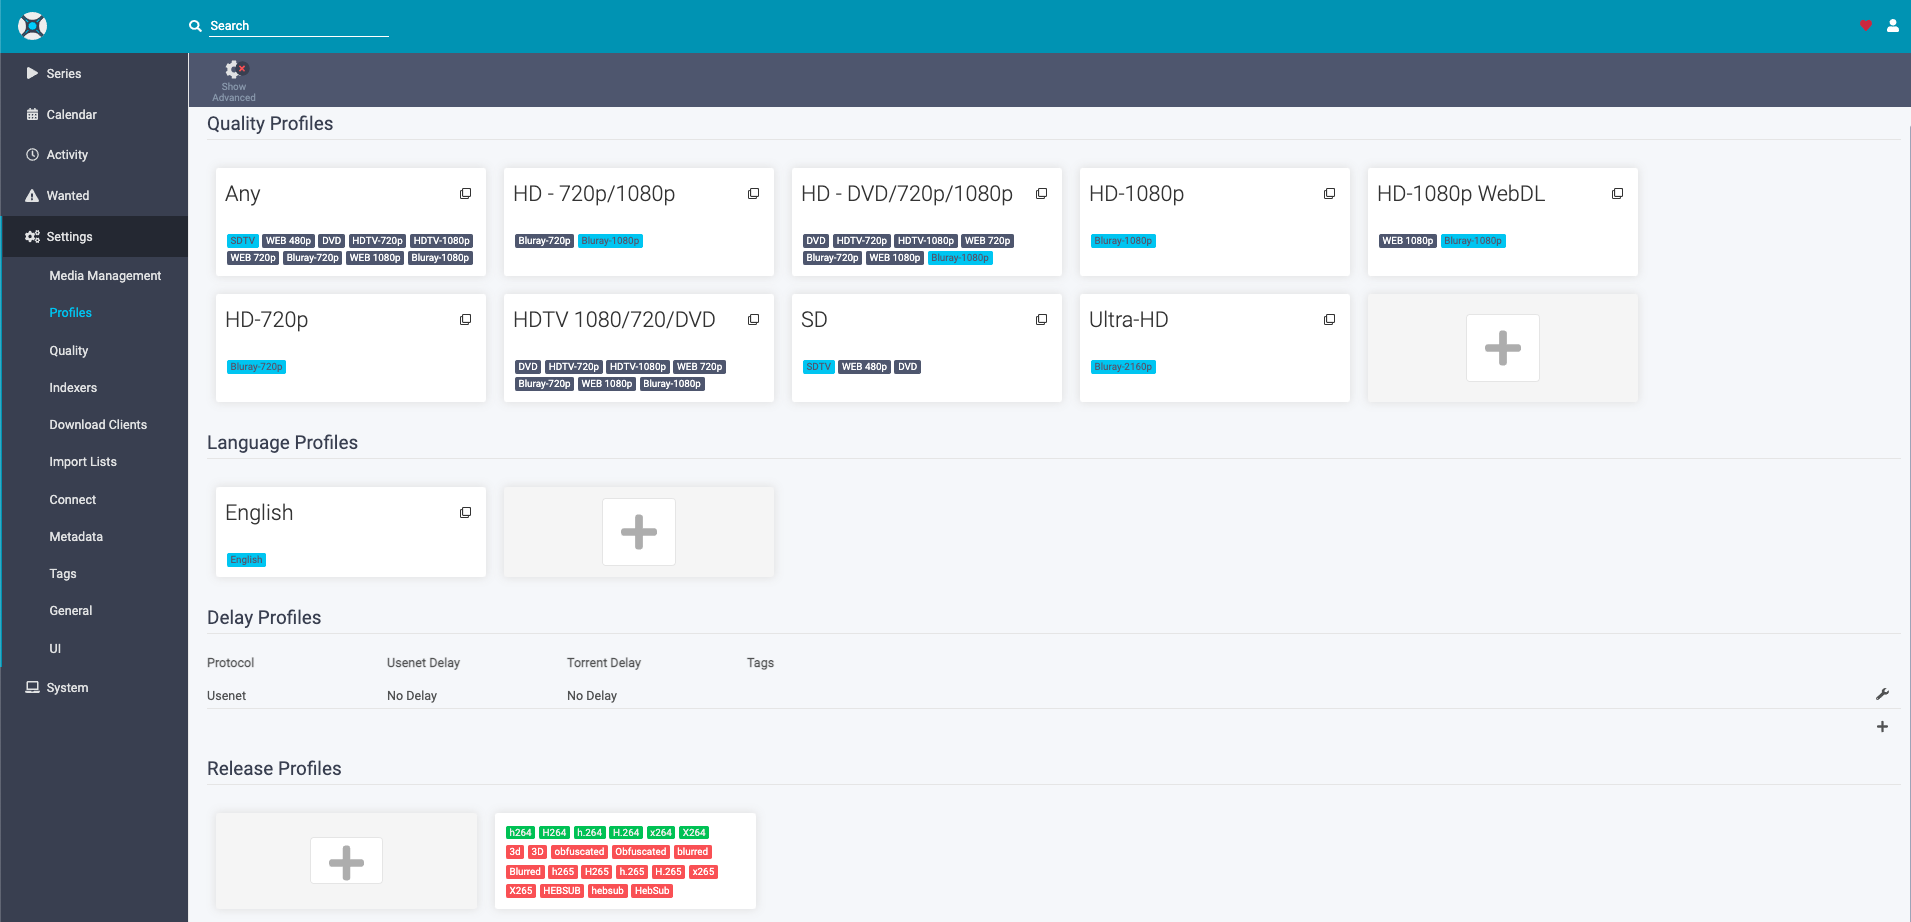 Search
Series
Calendar
Activity
Wanted
Settings
Media Management
Profiles
Quality
Indexers
Download Clients
Import Lists
Connect
Metadata
Tags
General
UI
System
Show
Advanced
Quality Profiles
Any
SDTV WEB 480p DVD HDTV-720p HDTV-1080p
WEB 720p Bluray-720p WEB 1080p Bluray-1080p
HD - 720p/1080p
Bluray-720p Bluray-1080p
HD - DVD/720p/1080p
DVD HDTV-720p HDTV-1080p WEB 720p
Bluray-720p WEB 1080p Bluray-1080p
HD-1080p
Bluray-1080p
HD-1080p WebDL
WEB 1080p Bluray-1080p
HD-720p
Bluray-720p
HDTV 1080/720/DVD
DVD HDTV-720p HDTV-1080p WEB 720p
Bluray-720p WEB 1080p Bluray-1080p
SD
SDTV WEB 480p DVD
Ultra-HD
Bluray-2160p
Language Profiles
English
English
Delay Profiles
Protocol Usenet Delay Torrent Delay Tags
Usenet No Delay No Delay
Release Profiles
h264 H264 h.264 H.264 x264 X264
3d 3D obfuscated Obfuscated blurred
Blurred h265 H265 h.265 H.265 x265
X265 HEBSUB hebsub HebSub